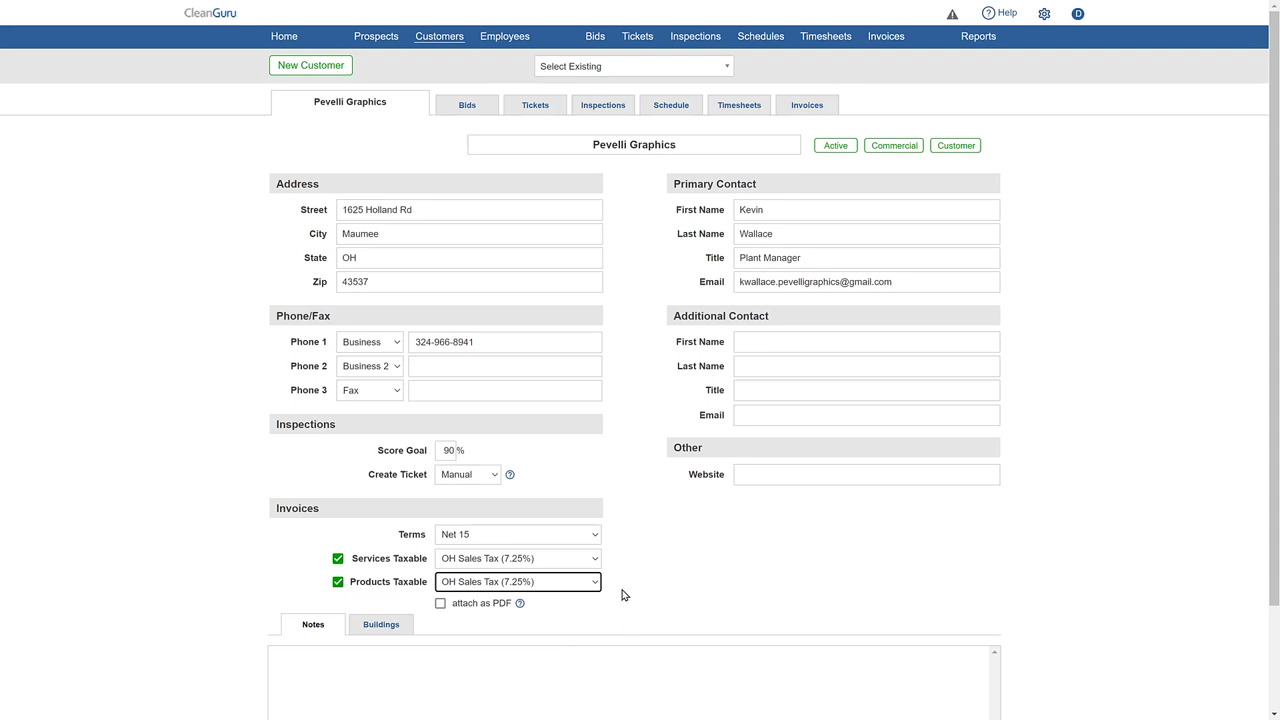 CleanGuru
Help
D
Home Prospects Customers Employees Bids Tickets Inspections Schedules Timesheets Invoices Reports
New Customer Select Existing
Pevelli Graphics Bids Tickets Inspections Schedule Timesheets Invoices
Pevelli Graphics Active Commercial Customer
Address
Street 1625 Holland Rd
City Maumee
State OH
Zip 43537
Primary Contact
First Name Kevin
Last Name Wallace
Title Plant Manager
Email kwallace.pevelligraphics@gmail.com
Phone/Fax
Phone 1 Business 324-966-8941
Phone 2 Business 2
Phone 3 Fax
Additional Contact
First Name
Last Name
Title
Email
Inspections
Score Goal 90 %
Create Ticket Manual ?
Other
Website
Invoices
Terms Net 15
Services Taxable OH Sales Tax (7.25%)
Products Taxable OH Sales Tax (7.25%)
attach as PDF ?
Notes Buildings